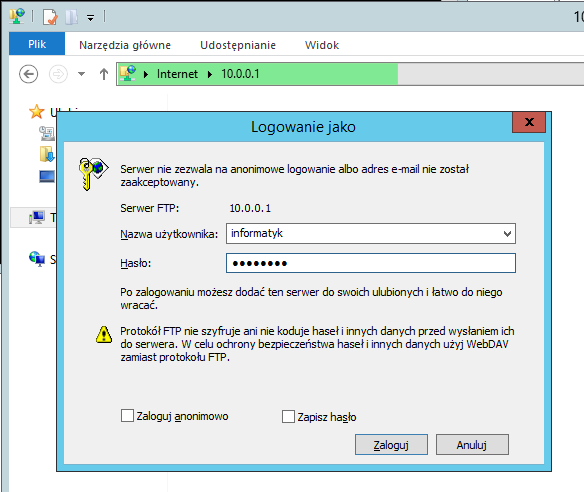 10
Plik Narzędzia główne Udostępnianie Widok
Internet 10.0.0.1
Logowanie jako
Serwer nie zezwala na anonimowe logowanie albo adres e-mail nie został
zaakceptowany.
Serwer FTP: 10.0.0.1
Nazwa użytkownika: informatyk
Hasło: ●●●●●●●●
Po zalogowaniu możesz dodać ten serwer do swoich ulubionych i łatwo do niego
wracać.
Protokół FTP nie szyfruje ani nie koduje haseł i innych danych przed wysłaniem ich
do serwera. W celu ochrony bezpieczeństwa haseł i innych danych użyj WebDAV
zamiast protokołu FTP.
Zaloguj anonimowo Zapisz hasło
Zaloguj Anuluj